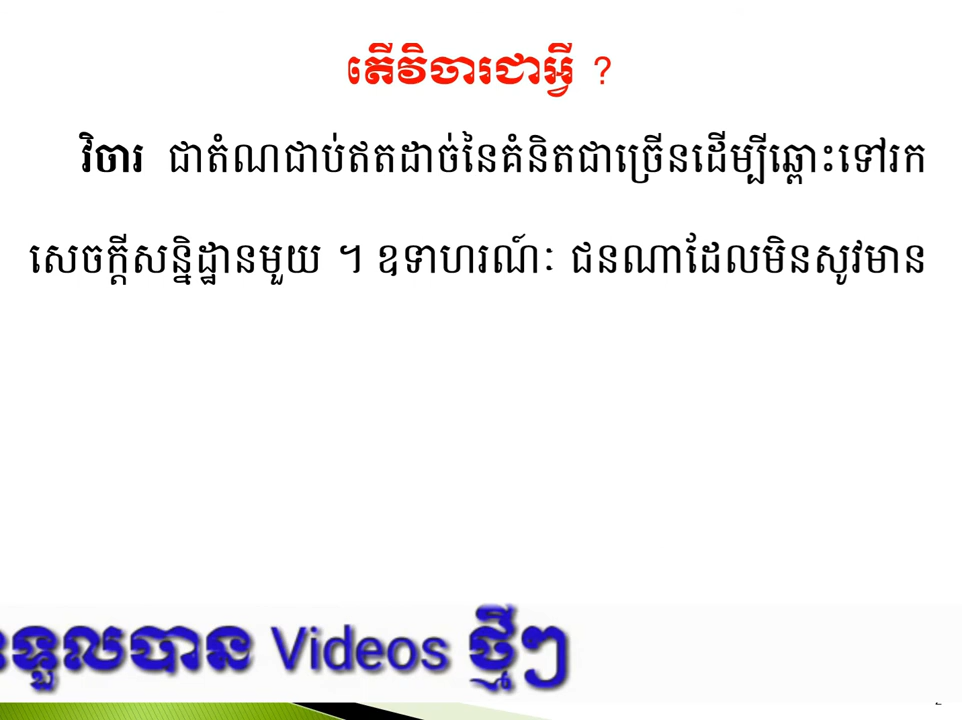 តើវិចារជាអ្វី ?
វិចារ ជាតំណជាប់ឥតដាច់នៃគំនិតជាច្រើនដើម្បីឆ្ពោះទៅរក
សេចក្តីសន្និដ្ឋានមួយ ។ ឧទាហរណ៍ៈ ជនណាដែលមិនសូវមាន
ទទួលបាន Videos ថ្មីៗ